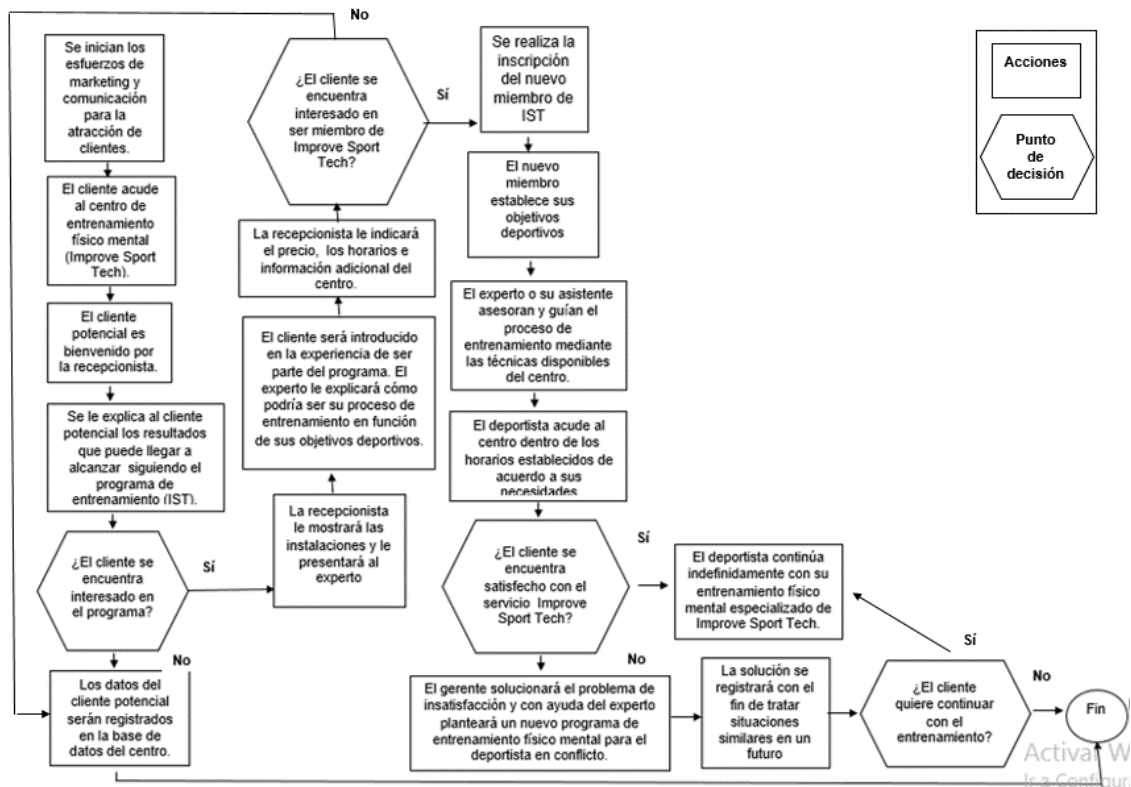 No
Se inician los
esfuerzos de
marketing y
comunicación
para la
atracción de
clientes.
El cliente acude
al centro de
entrenamiento
físico mental
(Improve Sport
Tech).
El cliente
potencial es
bienvenido por
la recepcionista.
Se le explica al cliente
potencial los resultados
que puede llegar a
alcanzar siguiendo el
programa de
entrenamiento (IST).
¿El cliente se
encuentra
interesado en
el programa?
Sí
No
Los datos del
cliente potencial
serán registrados
en la base de
datos del centro.
La recepcionista
le mostrará las
instalaciones y le
presentará al
experto
El cliente será introducido
en la experiencia de ser
parte del programa. El
experto le explicará cómo
podría ser su proceso de
entrenamiento en función
de sus objetivos deportivos.
La recepcionista le indicará
el precio, los horarios e
información adicional del
centro.
¿El cliente se
encuentra
interesado en
ser miembro de
Improve Sport
Tech?
Sí
Se realiza la
inscripción
del nuevo
miembro de
IST
El nuevo
miembro
establece sus
objetivos
deportivos
El experto o su asistente
asesoran y guían el
proceso de
entrenamiento mediante
las técnicas disponibles
del centro.
El deportista acude al
centro dentro de los
horarios establecidos de
acuerdo a sus
necesidades
¿El cliente se
encuentra
satisfecho con el
servicio Improve
Sport Tech?
Sí
No
El deportista continúa
indefinidamente con su
entrenamiento físico
mental especializado de
Improve Sport Tech.
El gerente solucionará el problema de
insatisfacción y con ayuda del experto
planteará un nuevo programa de
entrenamiento físico mental para el
deportista en conflicto.
La solución se
registrará con el
fin de tratar
situaciones
similares en un
futuro
¿El cliente
quiere continuar
con el
entrenamiento?
Sí
No
Fin
Acciones
Punto
de
decisión
Activar W
Ir a Configura